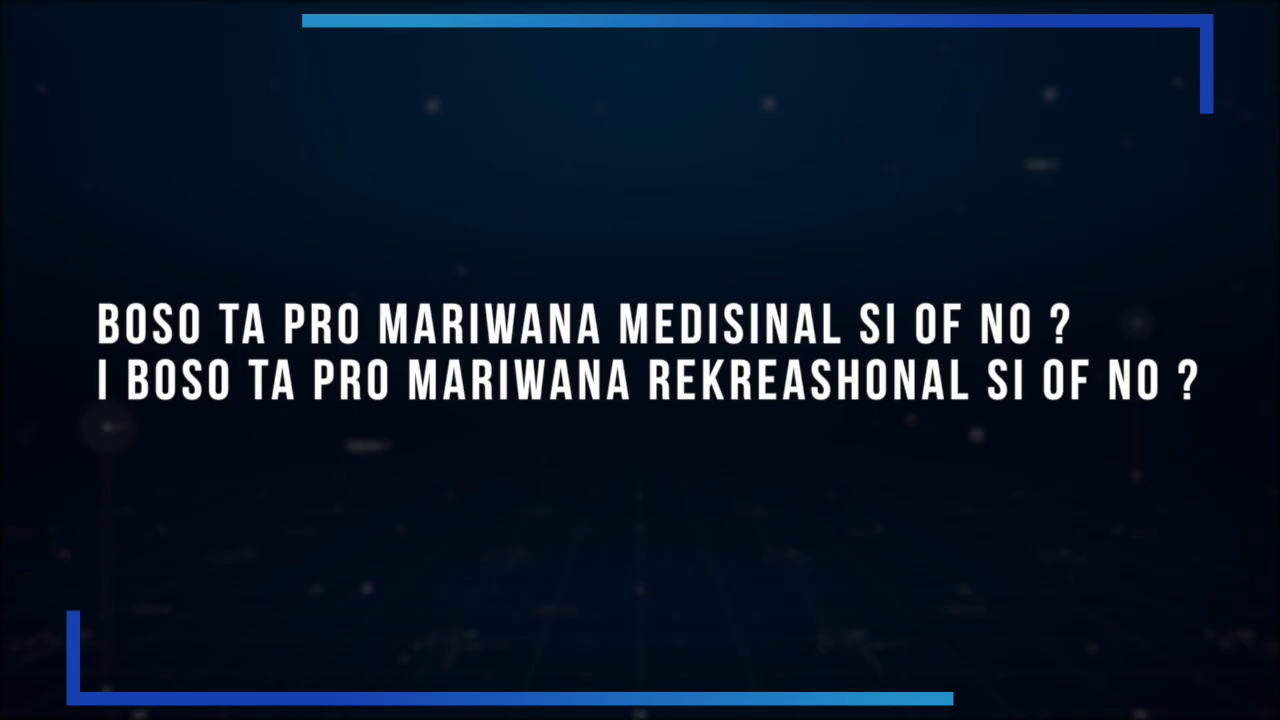 BOSO TA PRO MARIWANA MEDISINAL SI OF NO ?
I BOSO TA PRO MARIWANA REKREASHONAL SI OF NO ?